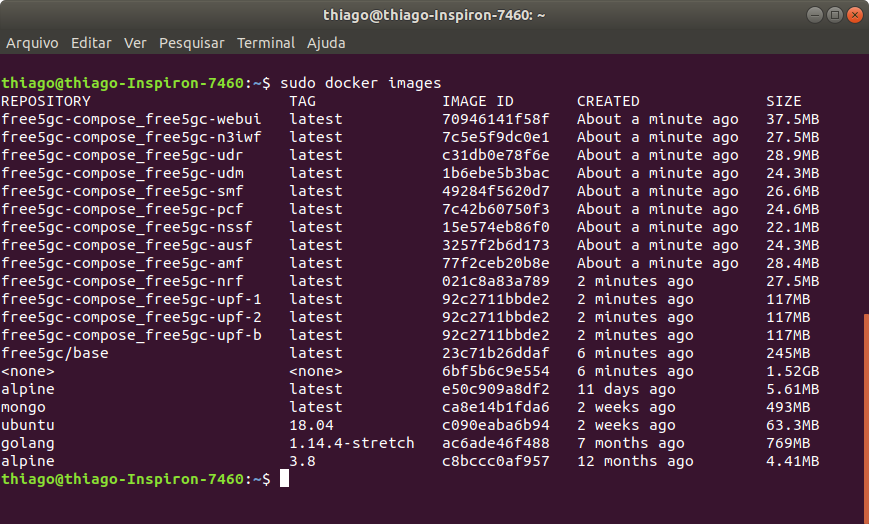 thiago@thiago-Inspiron-7460: ~
Arquivo Editar Ver Pesquisar Terminal Ajuda
thiago@thiago-Inspiron-7460:~$ sudo docker images
REPOSITORY TAG IMAGE ID CREATED SIZE
free5gc-compose_free5gc-webui latest 70946141f58f About a minute ago 37.5MB
free5gc-compose_free5gc-n3iwf latest 7c5e5f9dc0e1 About a minute ago 27.5MB
free5gc-compose_free5gc-udr latest c31db0e78f6e About a minute ago 28.9MB
free5gc-compose_free5gc-udm latest 1b6ebe5b3bac About a minute ago 24.3MB
free5gc-compose_free5gc-smf latest 49284f5620d7 About a minute ago 26.6MB
free5gc-compose_free5gc-pcf latest 7c42b60750f3 About a minute ago 24.6MB
free5gc-compose_free5gc-nssf latest 15e574eb86f0 About a minute ago 22.1MB
free5gc-compose_free5gc-ausf latest 3257f2b6d173 About a minute ago 24.3MB
free5gc-compose_free5gc-amf latest 77f2ceb20b8e About a minute ago 28.4MB
free5gc-compose_free5gc-nrf latest 021c8a83a789 2 minutes ago 27.5MB
free5gc-compose_free5gc-upf-1 latest 92c2711bbde2 2 minutes ago 117MB
free5gc-compose_free5gc-upf-2 latest 92c2711bbde2 2 minutes ago 117MB
free5gc-compose_free5gc-upf-b latest 92c2711bbde2 2 minutes ago 117MB
free5gc/base latest 23c71b26ddaf 6 minutes ago 245MB
<none> <none> 6bf5b6c9e554 6 minutes ago 1.52GB
alpine latest e50c909a8df2 11 days ago 5.61MB
mongo latest ca8e14b1fda6 2 weeks ago 493MB
ubuntu 18.04 c090eaba6b94 2 weeks ago 63.3MB
golang 1.14.4-stretch ac6ade46f488 7 months ago 769MB
alpine 3.8 c8bccc0af957 12 months ago 4.41MB
thiago@thiago-Inspiron-7460:~$